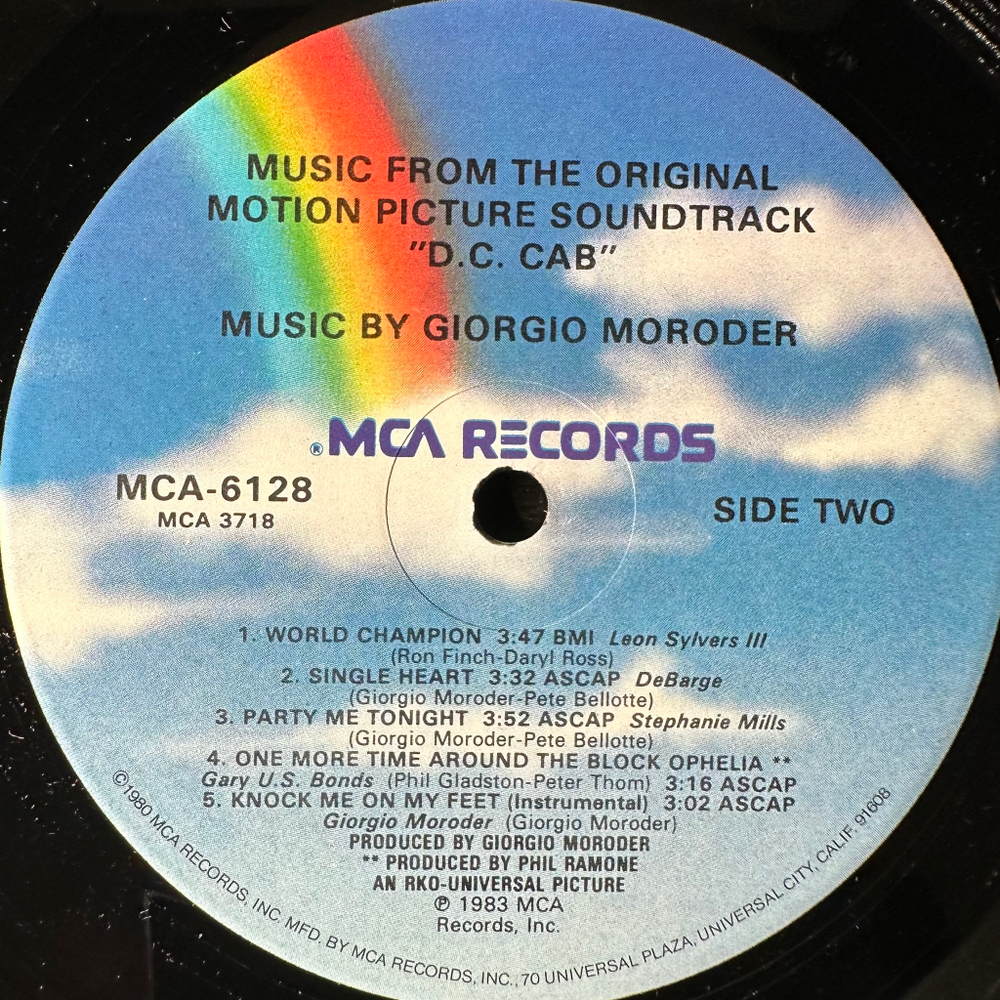 MUSIC FROM THE ORIGINAL
MOTION PICTURE SOUNDTRACK
"D.C. CAB"
MUSIC BY GIORGIO MORODER
® MCA RECORDS
MCA-6128
MCA 3718
SIDE TWO
1. WORLD CHAMPION 3:47 BMI Leon Sylvers III
(Ron Finch-Daryl Ross)
2. SINGLE HEART 3:32 ASCAP DeBarge
(Giorgio Moroder-Pete Bellotte)
3. PARTY ME TONIGHT 3:52 ASCAP Stephanie Mills
(Giorgio Moroder-Pete Bellotte)
4. ONE MORE TIME AROUND THE BLOCK OPHELIA **
Gary U.S. Bonds (Phil Gladston-Peter Thom) 3:16 ASCAP
5. KNOCK ME ON MY FEET (Instrumental) 3:02 ASCAP
Giorgio Moroder (Giorgio Moroder)
PRODUCED BY GIORGIO MORODER
** PRODUCED BY PHIL RAMONE
AN RKO-UNIVERSAL PICTURE
℗ 1983 MCA
Records, Inc.
©1980 MCA RECORDS, INC. MFD. BY MCA RECORDS, INC., 70 UNIVERSAL PLAZA, UNIVERSAL CITY, CALIF. 91608